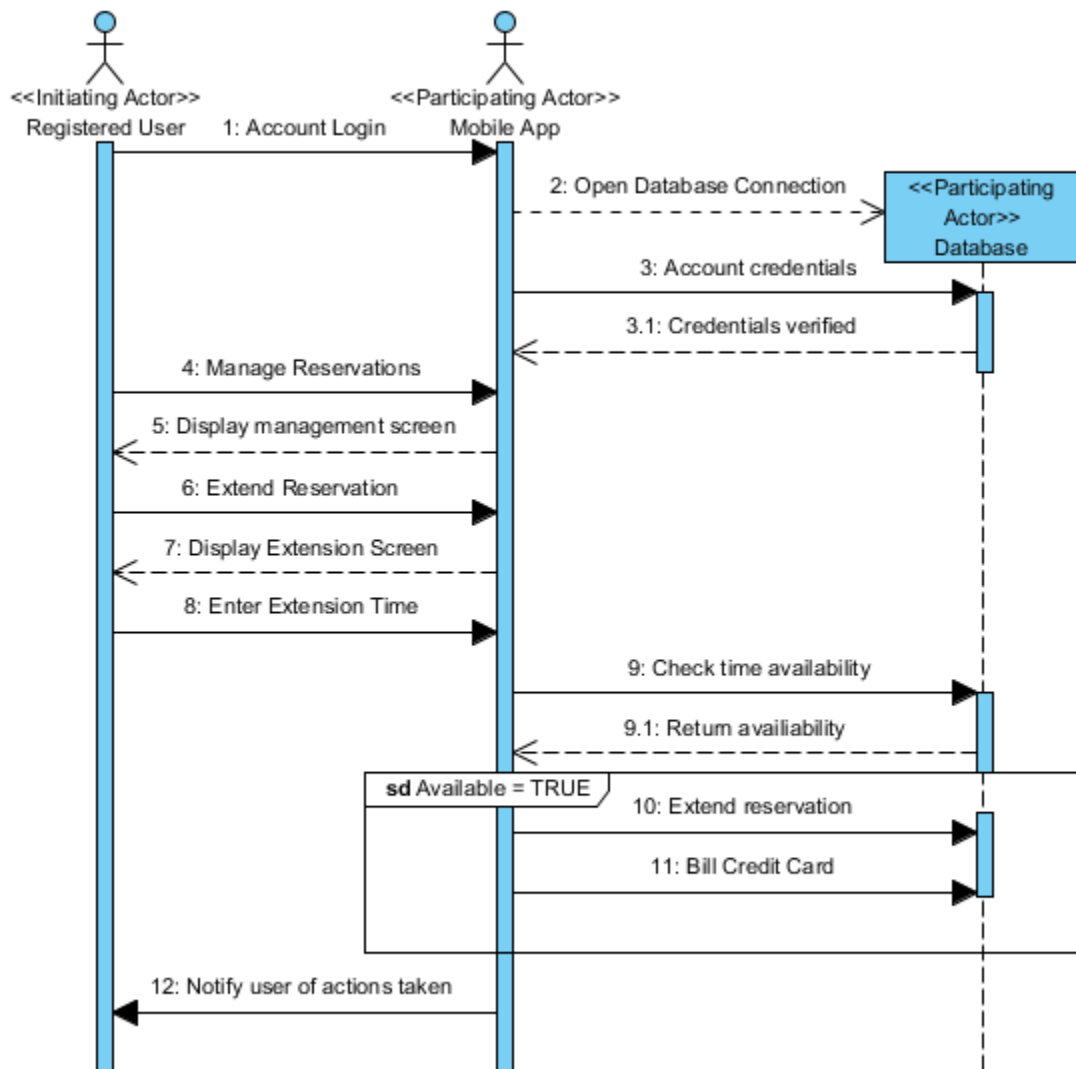 <<Initiating Actor>>
Registered User
<<Participating Actor>>
Mobile App
1: Account Login
2: Open Database Connection
<<Participating
Actor>>
Database
3: Account credentials
3.1: Credentials verified
4: Manage Reservations
5: Display management screen
6: Extend Reservation
7: Display Extension Screen
8: Enter Extension Time
9: Check time availability
9.1: Return availiability
sd Available = TRUE
10: Extend reservation
11: Bill Credit Card
12: Notify user of actions taken